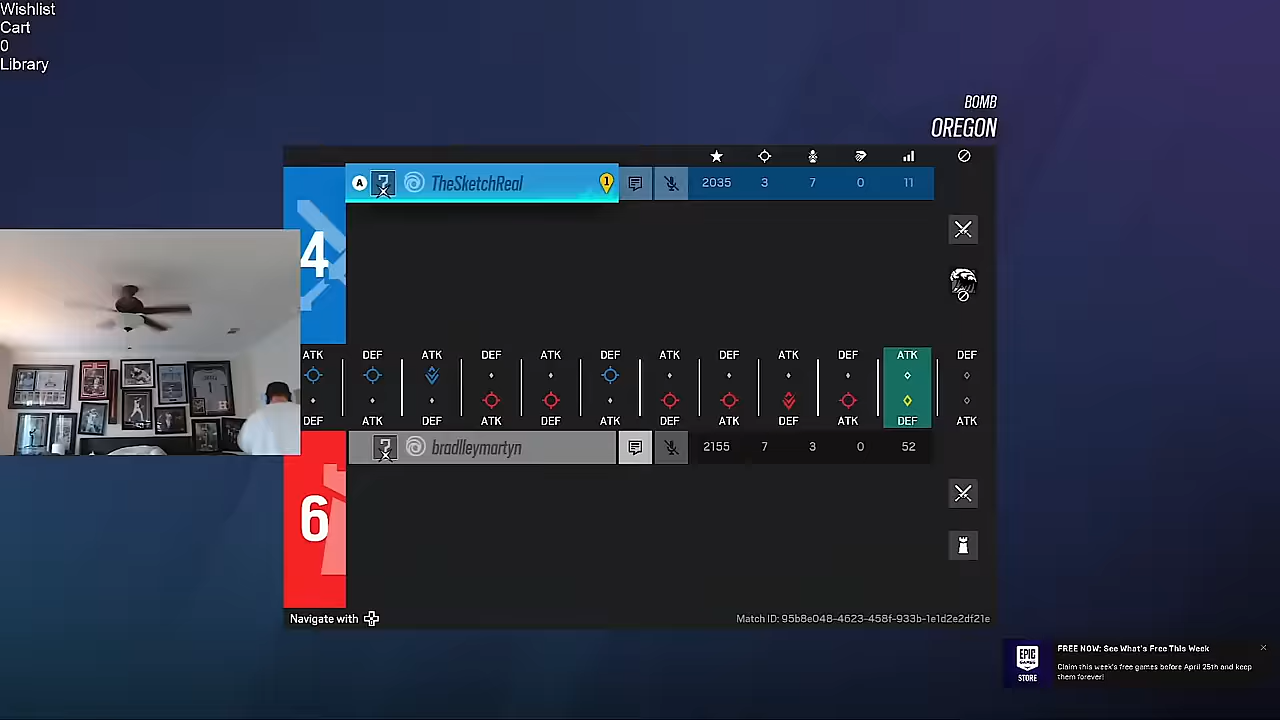 Wishlist
Cart
0
Library
BOMB
OREGON
A TheSketchReal 1 2035 3 7 0 11
4
ATK DEF ATK DEF ATK DEF ATK DEF ATK DEF ATK DEF
DEF ATK DEF ATK DEF ATK DEF DEF DEF ATK DEF ATK
bradlleymartyn 2155 7 3 0 52
6
Navigate with
Match ID: 95b8e048-4623-458f-933b-1e1d2e2df21e
EPIC
GAMES
STORE
FREE NOW: See What's Free This Week
Claim this week's free games before April 25th and keep
them forever!